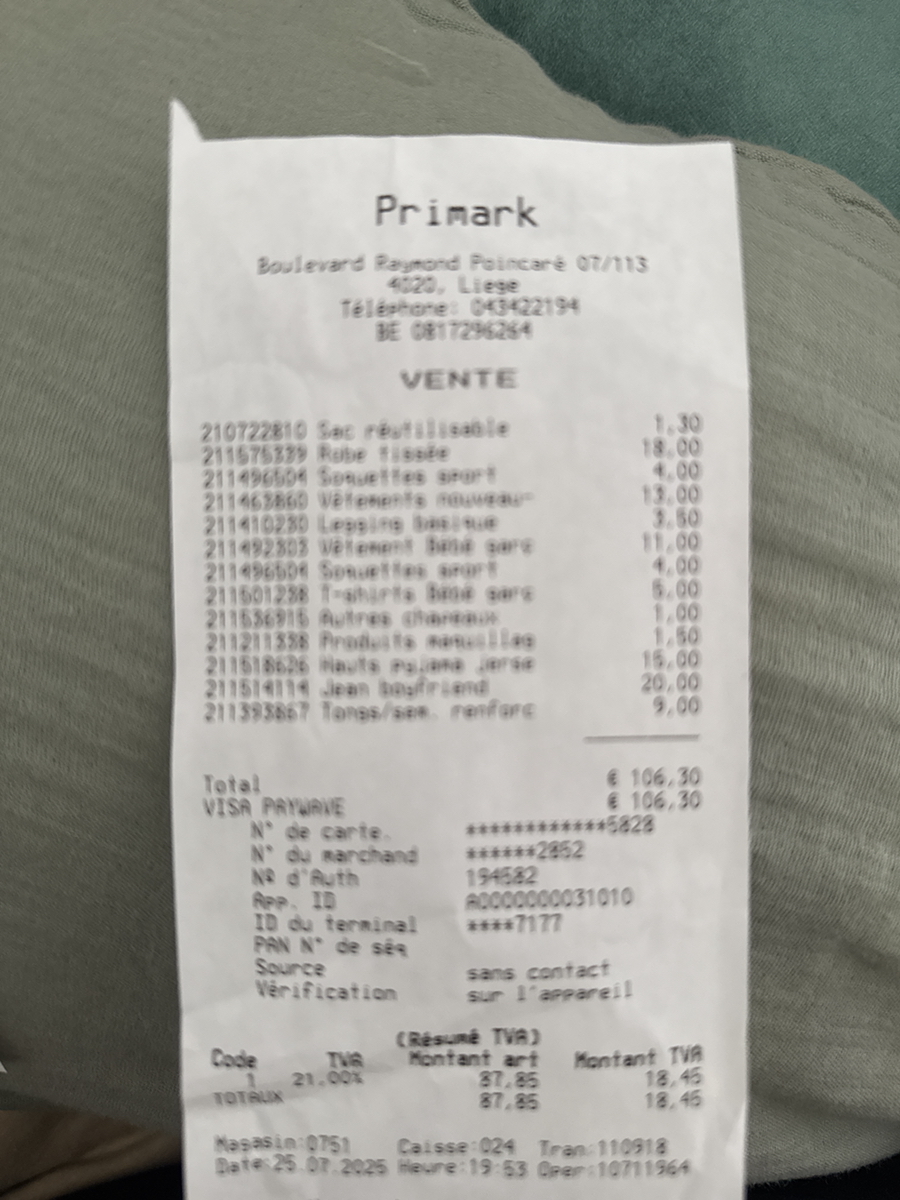 Primark
Boulevard Raymond Poincaré 07/113
4020, Liege
Téléphone: 043422194
BE 0817296264
VENTE
210722810 Sac réutilisable 1,30
211575339 Robe tissée 18,00
211496504 Soquettes sport 4,00
211463860 Vêtements nouveau- 13,00
211410230 Legging basique 3,50
211492303 Vêtement Bébé garc 11,00
211496504 Soquettes sport 4,00
211501238 T-shirts Bébé garc 5,00
211536915 Autres chapeaux 1,00
211211338 Produits maquillag 1,50
211518626 Hauts pyjama jerse 15,00
211514114 Jean boyfriend 20,00
211393867 Tongs/sem. renforc 9,00
Total € 106,30
VISA PAYWAVE € 106,30
N° de carte. ************5828
N° du marchand ******2852
Nº d'Auth 194582
App. ID A0000000031010
ID du terminal ****7177
PAN N° de séq
Source sans contact
Vérification sur l'appareil
(Résumé TVA)
Code TVA Montant art Montant TVA
1 21.00% 87,85 18,45
TOTAUX 87,85 18,45
Magasin:0751 Caisse:024 Tran:110918
Date:25.07.2025 Heure:19:53 Oper:10711964